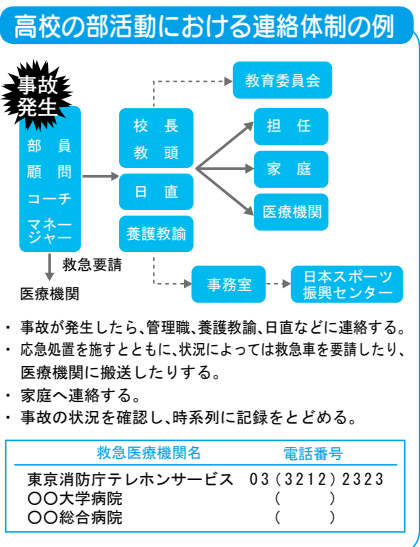 高校の部活動における連絡体制の例
事故
発生
部員
顧問
コーチ
マネー
ジャー
校長
教頭
日直
養護教諭
教育委員会
担任
家庭
医療機関
救急要請
医療機関
事務室
日本スポーツ
振興センター
・ 事故が発生したら、管理職、養護教諭、日直などに連絡する。
・ 応急処置を施すとともに、状況によっては救急車を要請したり、
医療機関に搬送したりする。
・ 家庭へ連絡する。
・ 事故の状況を確認し、時系列に記録をとどめる。
救急医療機関名 電話番号
東京消防庁テレホンサービス 03(3212)2323
〇〇大学病院 ( )
〇〇総合病院 ( )